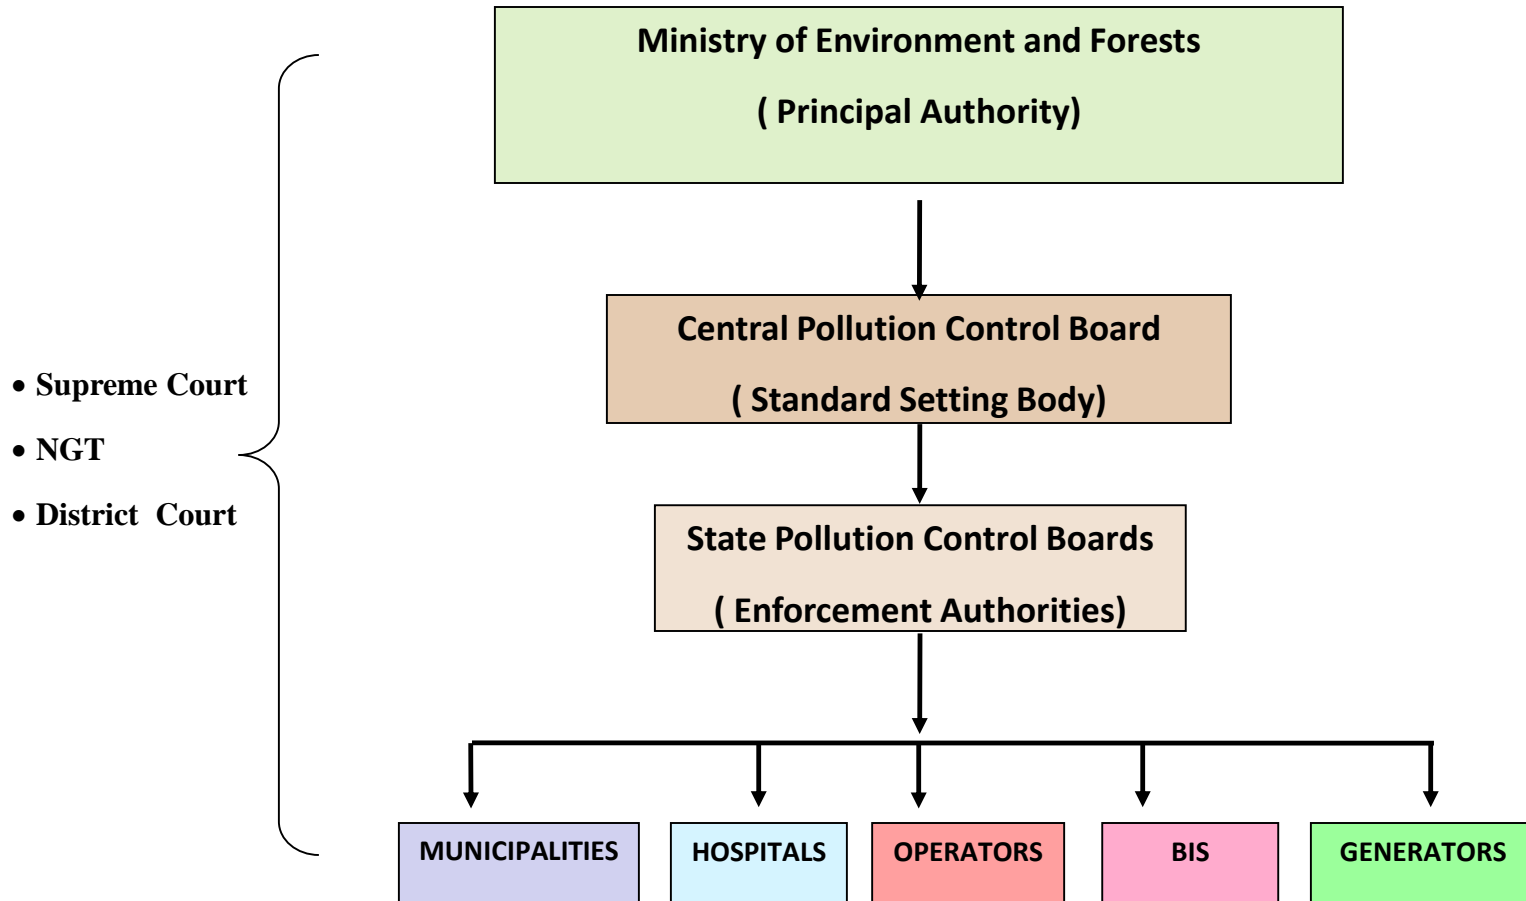 Ministry of Environment and Forests
( Principal Authority)
Central Pollution Control Board
( Standard Setting Body)
• Supreme Court
• NGT
• District Court
State Pollution Control Boards
( Enforcement Authorities)
MUNICIPALITIES
HOSPITALS
OPERATORS
BIS
GENERATORS